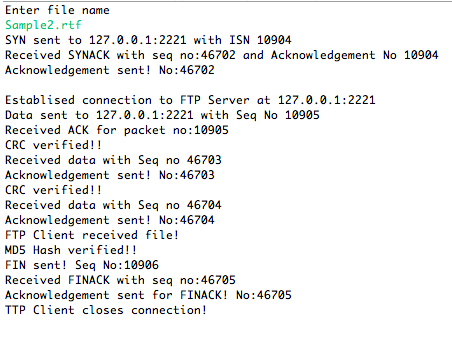 Enter file name
Sample2.rtf
SYN sent to 127.0.0.1:2221 with ISN 10904
Received SYNACK with seq no:46702 and Acknowledgement No 10904
Acknowledgement sent! No:46702
Establised connection to FTP Server at 127.0.0.1:2221
Data sent to 127.0.0.1:2221 with Seq No 10905
Received ACK for packet no:10905
CRC verified!!
Received data with Seq no 46703
Acknowledgement sent! No:46703
CRC verified!!
Received data with Seq no 46704
Acknowledgement sent! No:46704
FTP Client received file!
MD5 Hash verified!!
FIN sent! Seq No:10906
Received FINACK with seq no:46705
Acknowledgement sent for FINACK! No:46705
TTP Client closes connection!